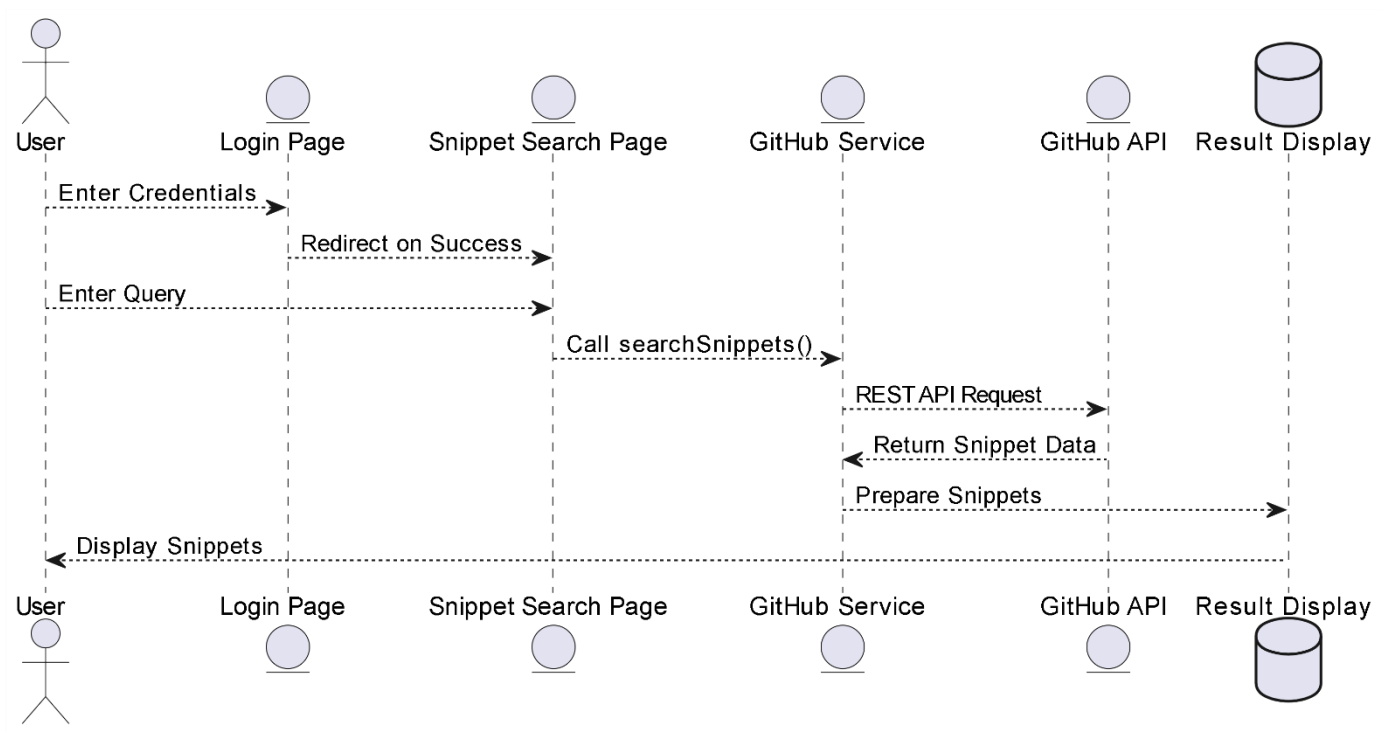 User
Login Page
Snippet Search Page
GitHub Service
GitHub API
Result Display
Enter Credentials
Redirect on Success
Enter Query
Call searchSnippets()
REST API Request
Return Snippet Data
Prepare Snippets
Display Snippets
User
Login Page
Snippet Search Page
GitHub Service
GitHub API
Result Display